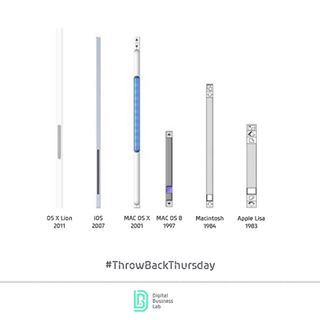 OS X Lion
2011
iOS
2007
MAC OS X
2001
MAC OS 8
1997
Macintosh
1984
Apple Lisa
1983
#ThrowBackThursday
Digital
Business
Lab